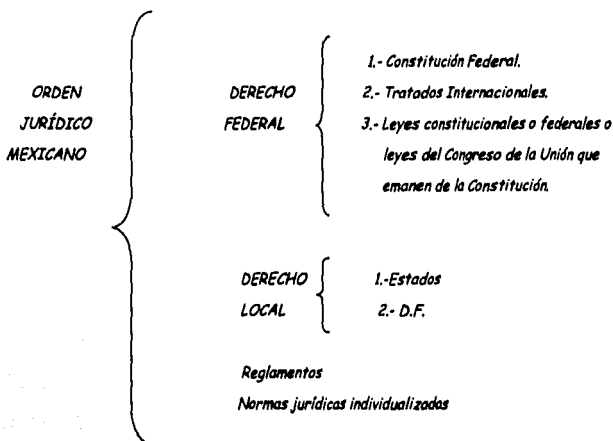 ORDEN
JURÍDICO
MEXICANO
DERECHO
FEDERAL
1.- Constitución Federal.
2.- Tratados Internacionales.
3.- Leyes constitucionales o federales o
leyes del Congreso de la Unión que
emanen de la Constitución.
DERECHO
LOCAL
1.-Estados
2.- D.F.
Reglamentos
Normas jurídicas individualizadas